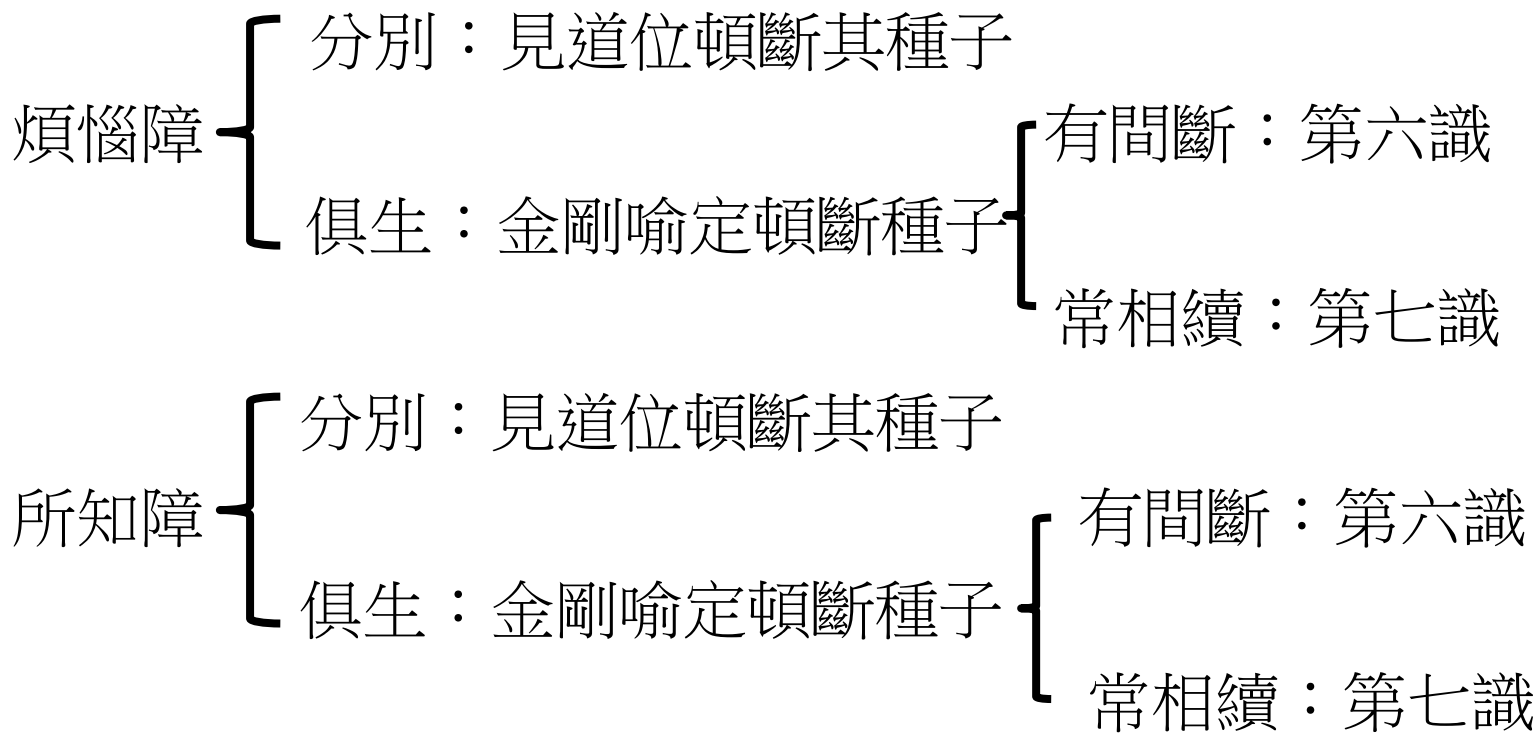 煩惱障
分別：見道位頓斷其種子
俱生：金剛喻定頓斷種子
有間斷：第六識
常相續：第七識
所知障
分別：見道位頓斷其種子
俱生：金剛喻定頓斷種子
有間斷：第六識
常相續：第七識